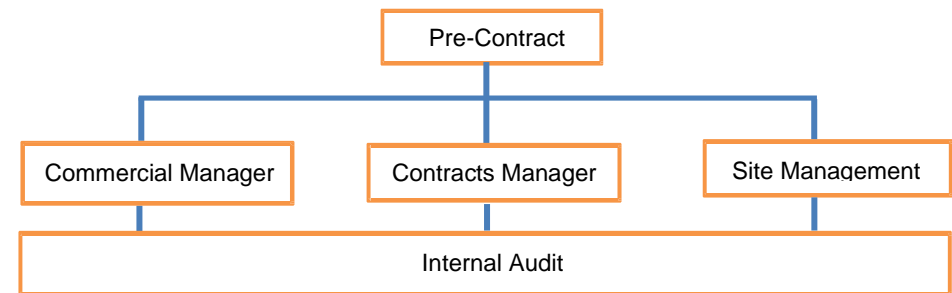 Pre-Contract
Commercial Manager
Contracts Manager
Site Management
Internal Audit